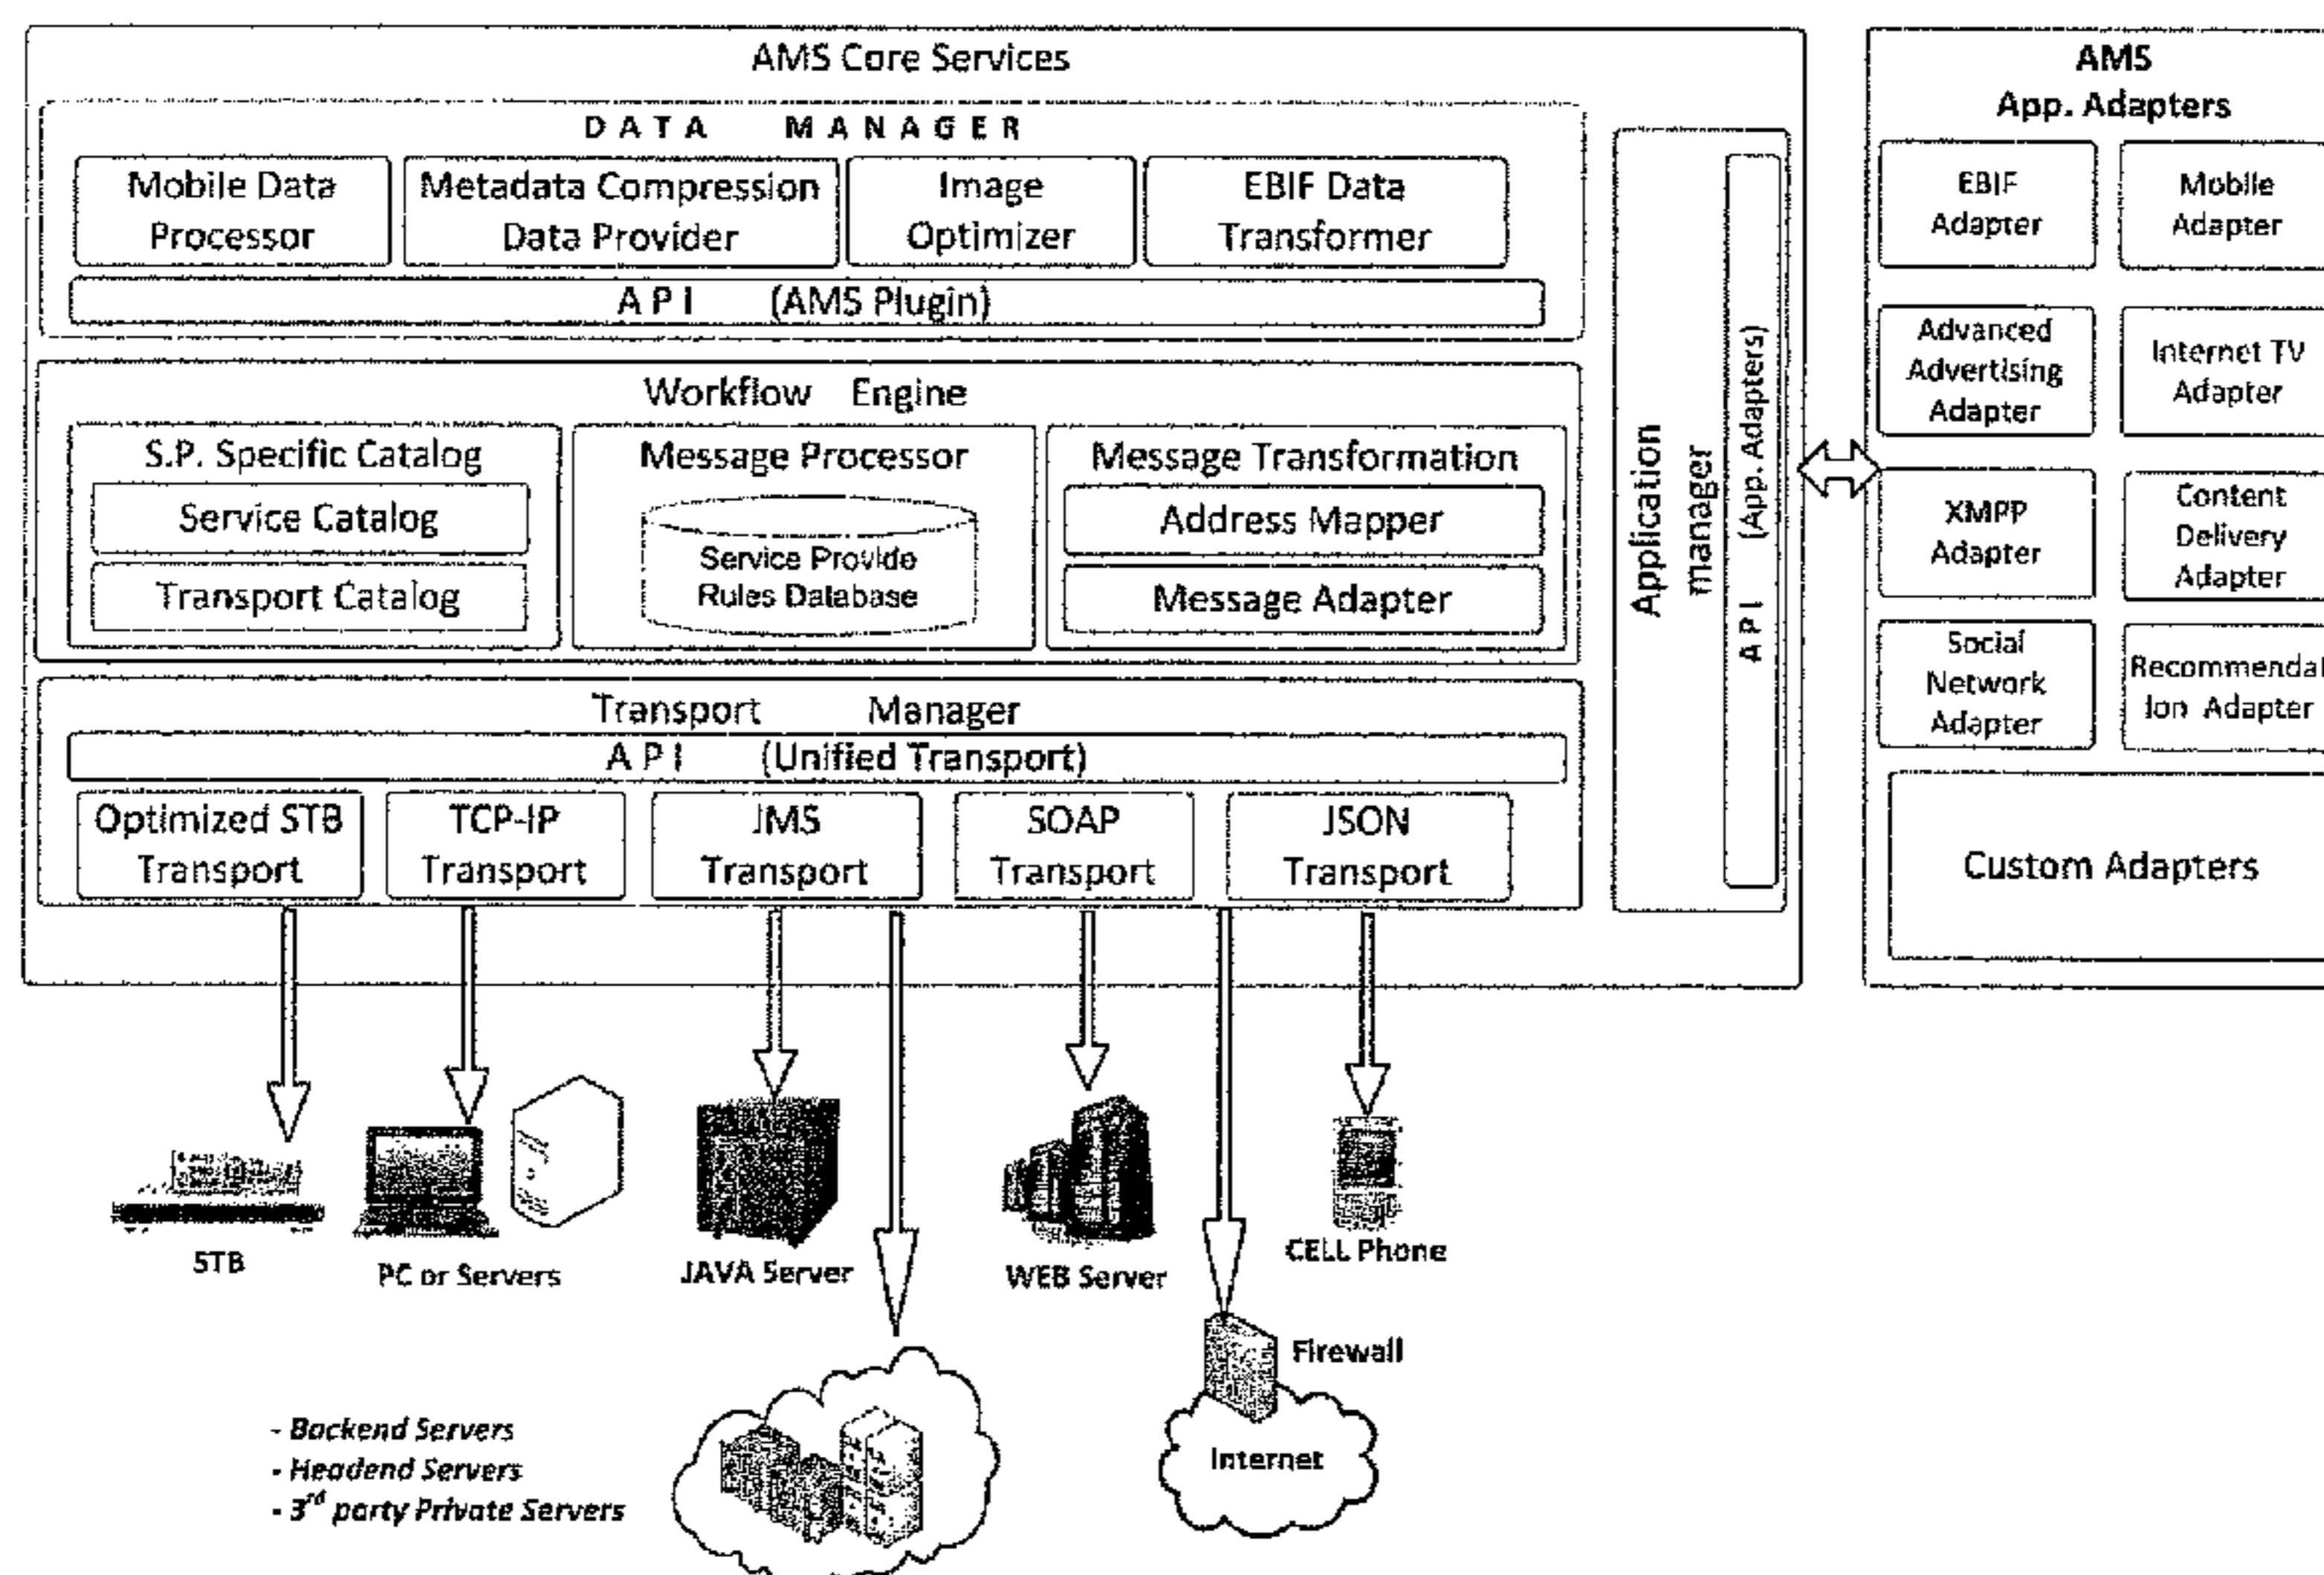 AMS Core Services
DATA MANAGER
Mobile Data
Processor
Metadata Compression
Data Provider
Image
Optimizer
EBIF Data
Transformer
API (AMS Plugin)
Workflow Engine
S.P. Specific Catalog
Service Catalog
Transport Catalog
Message Processor
Service Provide
Rules Database
Message Transformation
Address Mapper
Message Adapter
Transport Manager
API (Unified Transport)
Optimized STB
Transport
TCP-IP
Transport
JMS
Transport
SOAP
Transport
JSON
Transport
Application
manager
API (App. Adapters)
AMS
App. Adapters
EBIF
Adapter
Mobile
Adapter
Advanced
Advertising
Adapter
Internet TV
Adapter
XMPP
Adapter
Content
Delivery
Adapter
Social
Network
Adapter
Recommendat
ion Adapter
Custom Adapters
STB
PC or Servers
JAVA Server
WEB Server
CELL Phone
Firewall
Internet
- Backend Servers
- Headend Servers
- 3rd party Private Servers